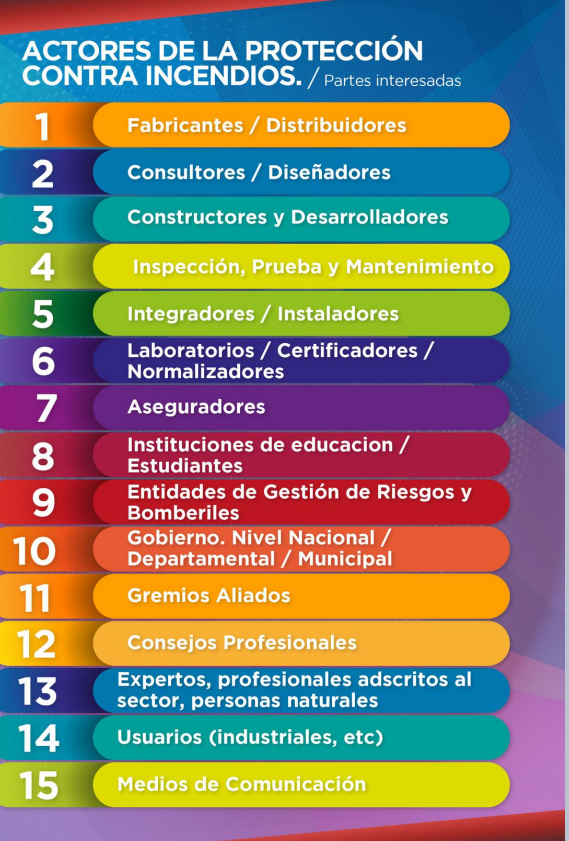 ACTORES DE LA PROTECCIÓN
CONTRA INCENDIOS. / Partes interesadas
1 Fabricantes / Distribuidores
2 Consultores / Diseñadores
3 Constructores y Desarrolladores
4 Inspección, Prueba y Mantenimiento
5 Integradores / Instaladores
6 Laboratorios / Certificadores /
Normalizadores
7 Aseguradores
8 Instituciones de educacion /
Estudiantes
9 Entidades de Gestión de Riesgos y
Bomberiles
10 Gobierno. Nivel Nacional /
Departamental / Municipal
11 Gremios Aliados
12 Consejos Profesionales
13 Expertos, profesionales adscritos al
sector, personas naturales
14 Usuarios (industriales, etc)
15 Medios de Comunicación